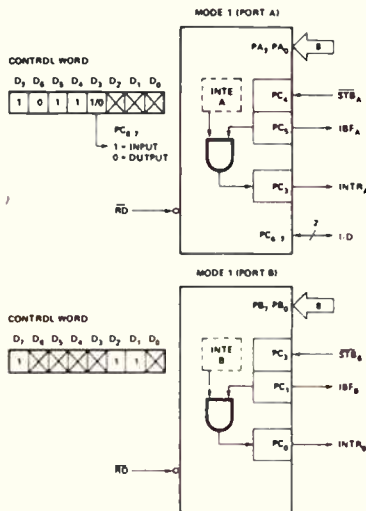 MODE 1 (PORT A)
PA7 PA0
8
CONTROL WORD
D7 D6 D5 D4 D3 D2 D1 D0
1 0 1 1 1/0
PC6 7
1 = INPUT
0 = OUTPUT
INTE
A
PC4
STBA
PC5
IBFA
PC3
INTRA
RD
PC6 7
2
I-O
MODE 1 (PORT B)
PB7 PB0
8
CONTROL WORD
D7 D6 D5 D4 D3 D2 D1 D0
1 1 1
INTE
B
STBB
PC1
IBFB
PC0
INTRB
RD